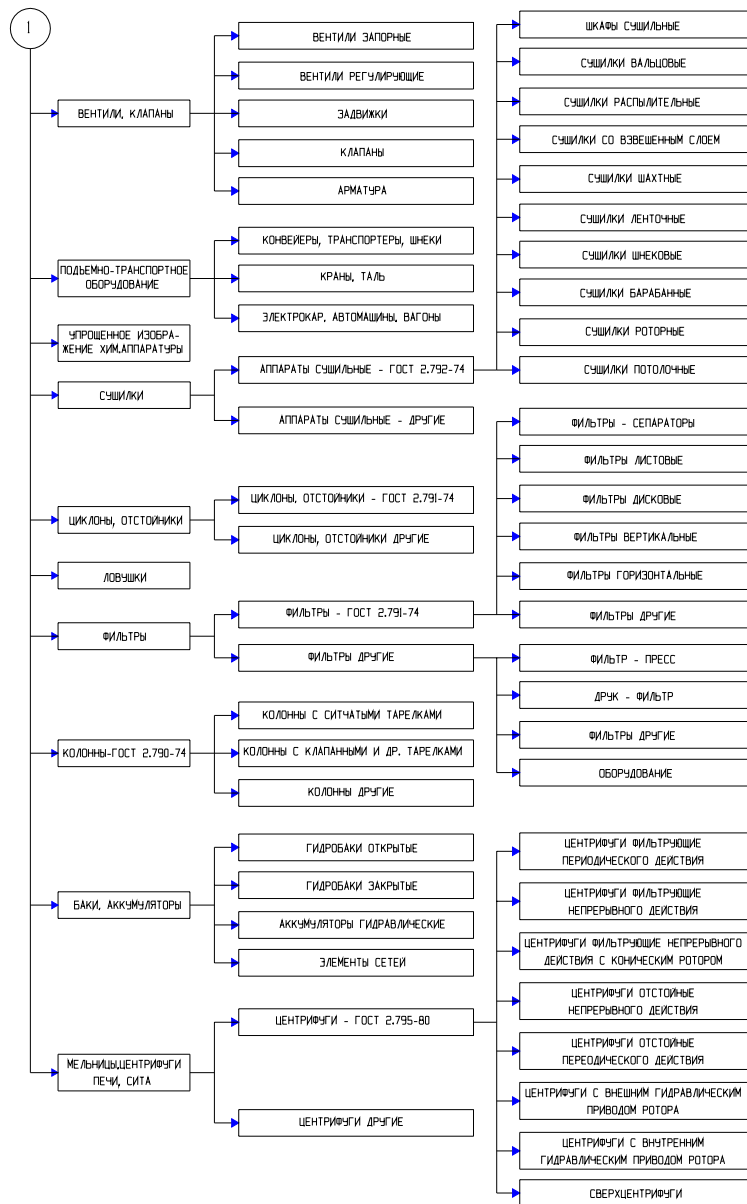 1
ВЕНТИЛИ, КЛАПАНЫ
ВЕНТИЛИ ЗАПОРНЫЕ
ВЕНТИЛИ РЕГУЛИРУЮЩИЕ
ЗАДВИЖКИ
КЛАПАНЫ
АРМАТУРА
ПОДЪЕМНО-ТРАНСПОРТНОЕ
ОБОРУДОВАНИЕ
КОНВЕЙЕРЫ, ТРАНСПОРТЕРЫ, ШНЕКИ
КРАНЫ, ТАЛЬ
ЭЛЕКТРОКАР, АВТОМАШИНЫ, ВАГОНЫ
УПРОЩЕННОЕ ИЗОБРА-
ЖЕНИЕ ХИМ.АППАРАТУРЫ
СУШИЛКИ
АППАРАТЫ СУШИЛЬНЫЕ - ГОСТ 2.792-74
АППАРАТЫ СУШИЛЬНЫЕ - ДРУГИЕ
ШКАФЫ СУШИЛЬНЫЕ
СУШИЛКИ ВАЛЬЦОВЫЕ
СУШИЛКИ РАСПЫЛИТЕЛЬНЫЕ
СУШИЛКИ СО ВЗВЕШЕННЫМ СЛОЕМ
СУШИЛКИ ШАХТНЫЕ
СУШИЛКИ ЛЕНТОЧНЫЕ
СУШИЛКИ ШНЕКОВЫЕ
СУШИЛКИ БАРАБАННЫЕ
СУШИЛКИ РОТОРНЫЕ
СУШИЛКИ ПОТОЛОЧНЫЕ
ЦИКЛОНЫ, ОТСТОЙНИКИ
ЦИКЛОНЫ, ОТСТОЙНИКИ - ГОСТ 2.791-74
ЦИКЛОНЫ, ОТСТОЙНИКИ ДРУГИЕ
ЛОВУШКИ
ФИЛЬТРЫ
ФИЛЬТРЫ - ГОСТ 2.791-74
ФИЛЬТРЫ ДРУГИЕ
ФИЛЬТРЫ - СЕПАРАТОРЫ
ФИЛЬТРЫ ЛИСТОВЫЕ
ФИЛЬТРЫ ДИСКОВЫЕ
ФИЛЬТРЫ ВЕРТИКАЛЬНЫЕ
ФИЛЬТРЫ ГОРИЗОНТАЛЬНЫЕ
ФИЛЬТРЫ ДРУГИЕ
ФИЛЬТР - ПРЕСС
ДРУК - ФИЛЬТР
ФИЛЬТРЫ ДРУГИЕ
ОБОРУДОВАНИЕ
КОЛОННЫ-ГОСТ 2.790-74
КОЛОННЫ С СИТЧАТЫМИ ТАРЕЛКАМИ
КОЛОННЫ С КЛАПАННЫМИ И ДР. ТАРЕЛКАМИ
КОЛОННЫ ДРУГИЕ
БАКИ, АККУМУЛЯТОРЫ
ГИДРОБАКИ ОТКРЫТЫЕ
ГИДРОБАКИ ЗАКРЫТЫЕ
АККУМУЛЯТОРЫ ГИДРАВЛИЧЕСКИЕ
ЭЛЕМЕНТЫ СЕТЕЙ
МЕЛЬНИЦЫ,ЦЕНТРИФУГИ
ПЕЧИ, СИТА
ЦЕНТРИФУГИ - ГОСТ 2.795-80
ЦЕНТРИФУГИ ДРУГИЕ
ЦЕНТРИФУГИ ФИЛЬТРУЮЩИЕ
ПЕРИОДИЧЕСКОГО ДЕЙСТВИЯ
ЦЕНТРИФУГИ ФИЛЬТРУЮЩИЕ
НЕПРЕРЫВНОГО ДЕЙСТВИЯ
ЦЕНТРИФУГИ ФИЛЬТРУЮЩИЕ НЕПРЕРЫВНОГО
ДЕЙСТВИЯ С КОНИЧЕСКИМ РОТОРОМ
ЦЕНТРИФУГИ ОТСТОЙНЫЕ
НЕПРЕРЫВНОГО ДЕЙСТВИЯ
ЦЕНТРИФУГИ ОТСТОЙНЫЕ
ПЕРЕОДИЧЕСКОГО ДЕЙСТВИЯ
ЦЕНТРИФУГИ С ВНЕШНИМ ГИДРАВЛИЧЕСКИМ
ПРИВОДОМ РОТОРА
ЦЕНТРИФУГИ С ВНУТРЕННИМ
ГИДРАВЛИЧЕСКИМ ПРИВОДОМ РОТОРА
СВЕРХЦЕНТРИФУГИ